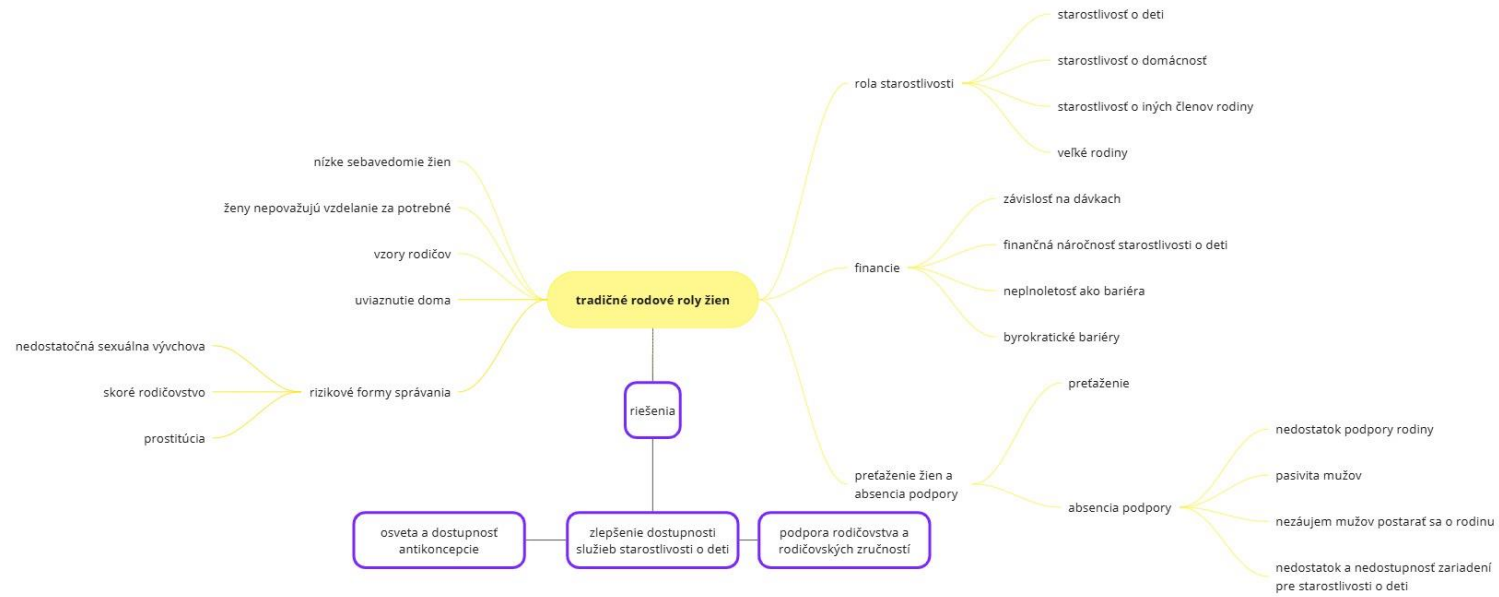 starostlivosť o deti
starostlivosť o domácnosť
rola starostlivosti
starostlivosť o iných členov rodiny
veľké rodiny
nízke sebavedomie žien
ženy nepovažujú vzdelanie za potrebné
vzory rodičov
uviaznutie doma
nedostatočná sexuálna vývchova
skoré rodičovstvo
rizikové formy správania
prostitúcia
tradičné rodové roly žien
závislosť na dávkach
finančná náročnosť starostlivosti o deti
financie
neplnoletosť ako bariéra
byrokratické bariéry
riešenia
preťaženie
preťaženie žien a
absencia podpory
absencia podpory
nedostatok podpory rodiny
pasivita mužov
nezáujem mužov postarať sa o rodinu
nedostatok a nedostupnosť zariadení
pre starostlivosti o deti
osveta a dostupnosť
antikoncepcie
zlepšenie dostupnosti
služieb starostlivosti o deti
podpora rodičovstva a
rodičovských zručností